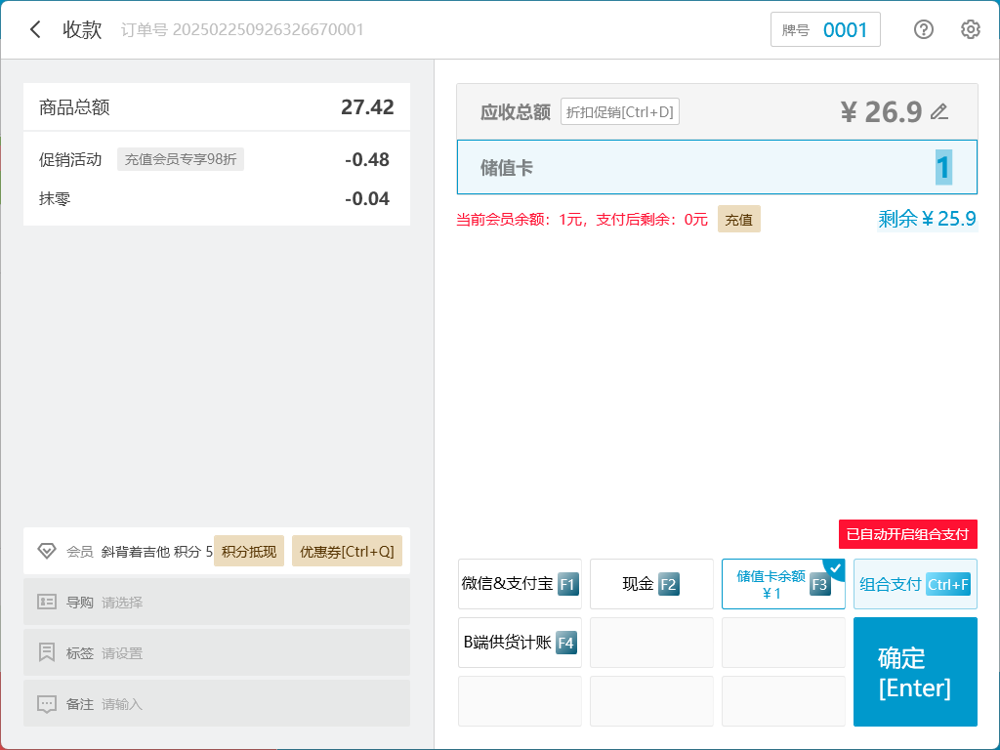 收款 订单号 202502250926326670001 牌号 0001
商品总额 27.42
促销活动 充值会员专享98折 -0.48
抹零 -0.04
会员 斜背着吉他 积分 5 积分抵现 优惠券[Ctrl+Q]
导购 请选择
标签 请设置
备注 请输入
应收总额 折扣促销[Ctrl+D] ¥ 26.9
储值卡 1
当前会员余额：1元，支付后剩余：0元 充值 剩余¥25.9
已自动开启组合支付
微信&支付宝 F1 现金 F2 储值卡余额 F3 组合支付 Ctrl+F
¥1
B端供货计账 F4
确定
[Enter]